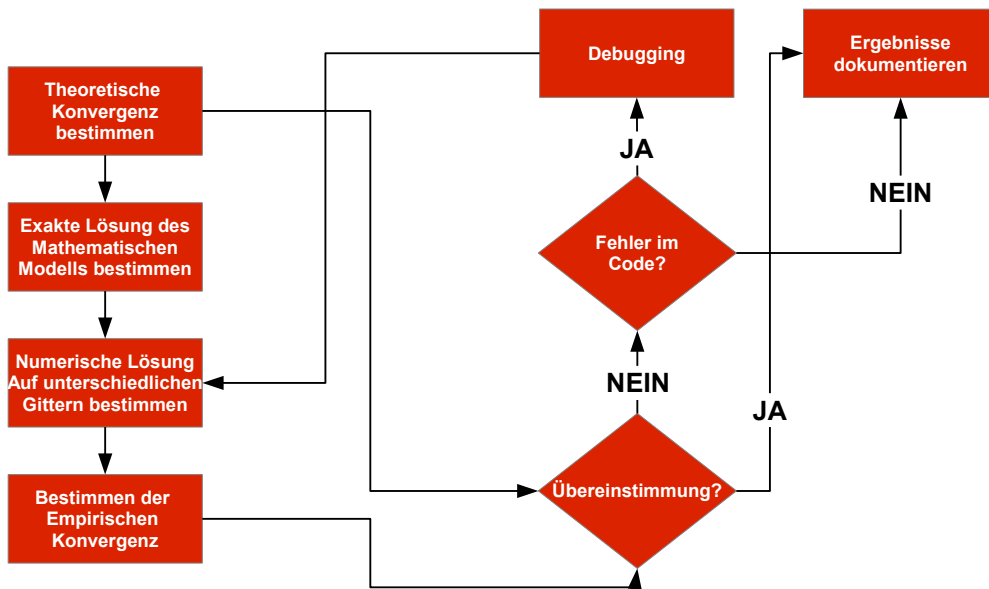 Theoretische
Konvergenz
bestimmen
Exakte Lösung des
Mathematischen
Modells bestimmen
Numerische Lösung
Auf unterschiedlichen
Gittern bestimmen
Bestimmen der
Empirischen
Konvergenz
Debugging
JA
Fehler im
Code?
NEIN
Übereinstimmung?
Ergebnisse
dokumentieren
NEIN
JA